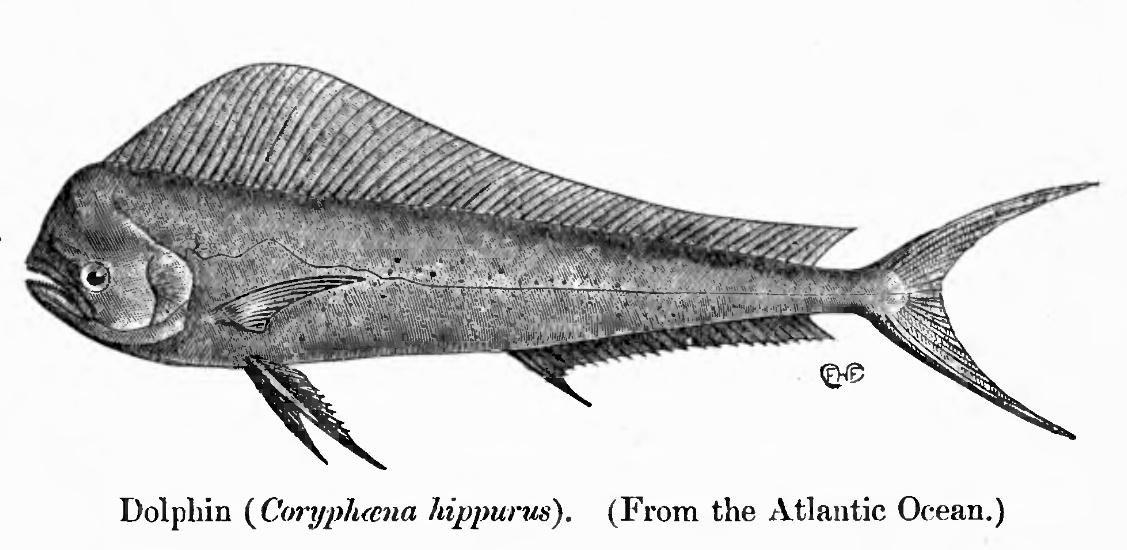 Dolphin (Coryphæna hippurus). (From the Atlantic Ocean.)